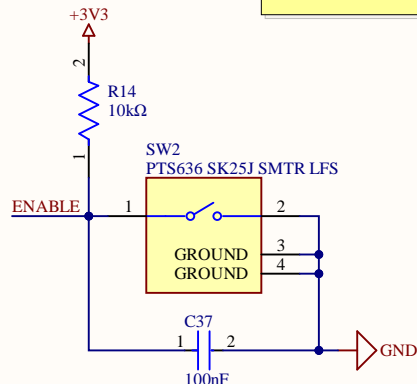 +3V3
2
R14
10kΩ
1
SW2
PTS636 SK25J SMTR LFS
ENABLE
1
2
GROUND 3
GROUND 4
C37
1
2
GND
100nF